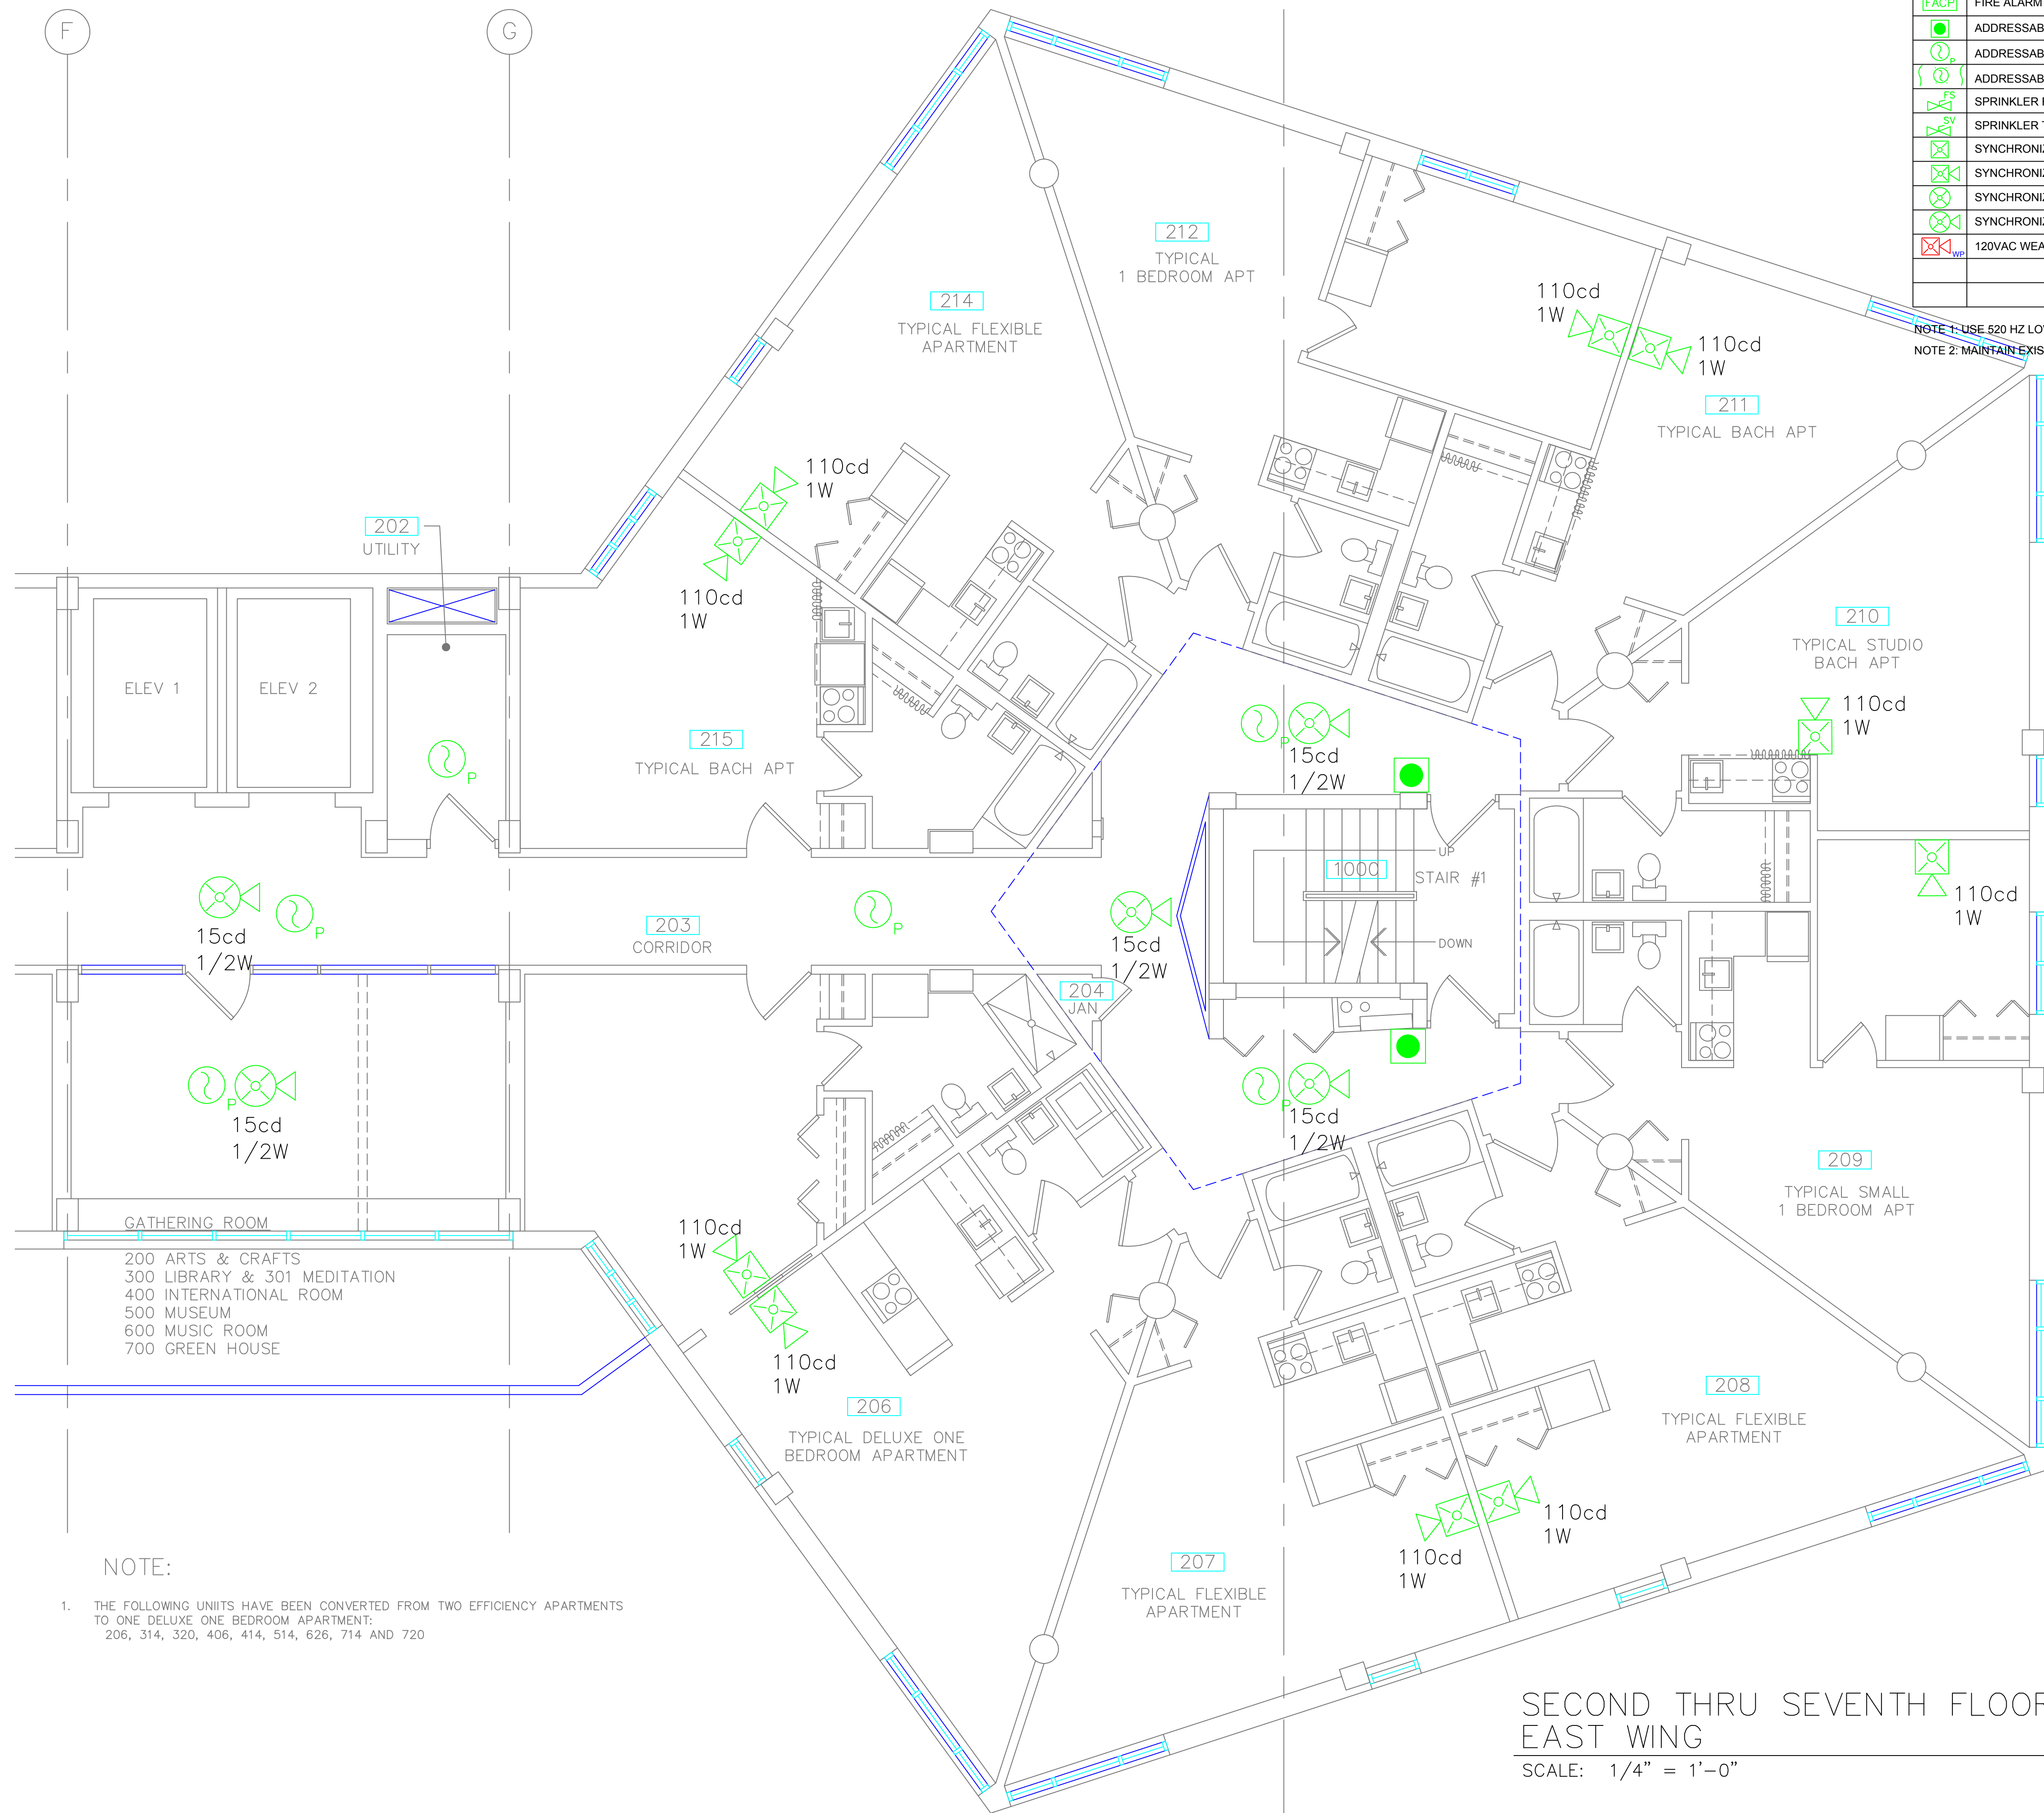 F
G
FACP
FIRE ALARM
ADDRESSAB
P
ADDRESSAB
ADDRESSAB
FS
SPRINKLER
SV
SPRINKLER
SYNCHRONI
SYNCHRONI
SYNCHRONI
SYNCHRONI
WP
120VAC WEA
NOTE 1: USE 520 HZ LO
NOTE 2: MAINTAIN EXIS
212
TYPICAL
1 BEDROOM APT
214
TYPICAL FLEXIBLE
APARTMENT
110cd
1W
110cd
1W
211
TYPICAL BACH APT
110cd
1W
110cd
1W
202
UTILITY
ELEV 1
ELEV 2
P
215
TYPICAL BACH APT
210
TYPICAL STUDIO
BACH APT
110cd
1W
P
15cd
1/2W
1000
UP
STAIR #1
DOWN
110cd
1W
15cd
1/2W
P
203
CORRIDOR
P
15cd
1/2W
204
JAN
P
15cd
1/2W
P
15cd
1/2W
209
TYPICAL SMALL
1 BEDROOM APT
GATHERING ROOM
200 ARTS & CRAFTS
300 LIBRARY & 301 MEDITATION
400 INTERNATIONAL ROOM
500 MUSEUM
600 MUSIC ROOM
700 GREEN HOUSE
110cd
1W
110cd
1W
206
TYPICAL DELUXE ONE
BEDROOM APARTMENT
208
TYPICAL FLEXIBLE
APARTMENT
110cd
1W
110cd
1W
207
TYPICAL FLEXIBLE
APARTMENT
NOTE:
1. THE FOLLOWING UNIITS HAVE BEEN CONVERTED FROM TWO EFFICIENCY APARTMENTS
TO ONE DELUXE ONE BEDROOM APARTMENT:
206, 314, 320, 406, 414, 514, 626, 714 AND 720
SECOND THRU SEVENTH FLOOR
EAST WING
SCALE: 1/4" = 1'-0"